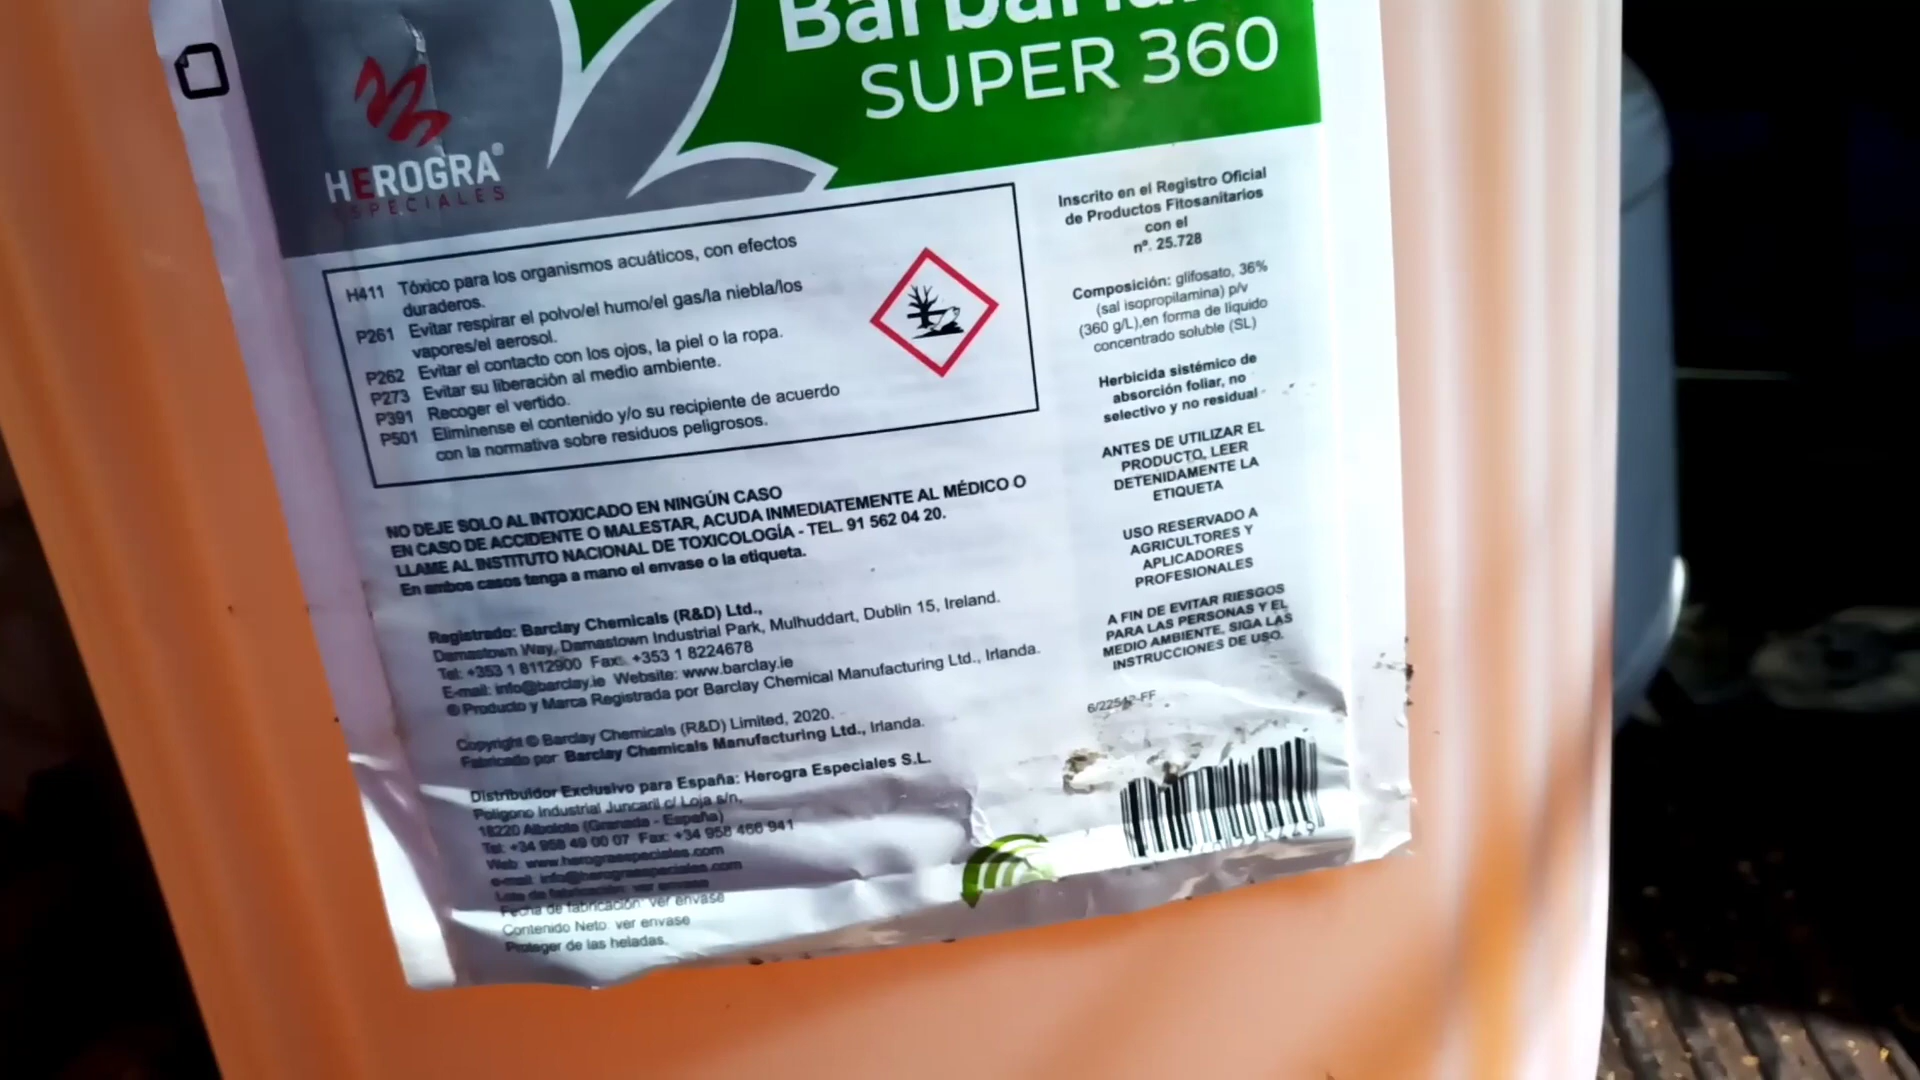 SUPER 360
HEROGRA®
ESPECIALES
H411 Tóxico para los organismos acuáticos, con efectos
duraderos.
P261 Evitar respirar el polvo/el humo/el gas/la niebla/los
vapores/el aerosol.
P262 Evitar el contacto con los ojos, la piel o la ropa.
P273 Evitar su liberación al medio ambiente.
P391 Recoger el vertido.
P501 Eliminense el contenido y/o su recipiente de acuerdo
con la normativa sobre residuos peligrosos.
NO DEJE SOLO AL INTOXICADO EN NINGÚN CASO
EN CASO DE ACCIDENTE O MALESTAR, ACUDA INMEDIATEMENTE AL MÉDICO O
LLAME AL INSTITUTO NACIONAL DE TOXICOLOGÍA - TEL. 91 562 04 20.
En ambos casos tenga a mano el envase o la etiqueta.
Registrado: Barclay Chemicals (R&D) Ltd.,
Damastown Way, Damastown Industrial Park, Mulhuddart, Dublin 15, Ireland.
Tel: +353 1 8112900 Fax: +353 1 8224678
E-mail: info@barclay.ie Website: www.barclay.ie
® Producto y Marca Registrada por Barclay Chemical Manufacturing Ltd., Irlanda.
Copyright © Barclay Chemicals (R&D) Limited, 2020.
Fabricado por Barclay Chemicals Manufacturing Ltd., Irlanda.
Distribuidor Exclusivo para España: Herogra Especiales S.L.
Polígono Industrial Juncaril c/ Loja s/n,
18220 Albolote (Granada - España)
Tel: +34 958 49 00 07 Fax: +34 958 466 941
Web: www.herograespeciales.com
e-mail: info@herograespeciales.com
Lote de fabricación: ver envase
Fecha de fabricación: ver envase
Contenido Neto: ver envase
Proteger de las heladas.
Inscrito en el Registro Oficial
de Productos Fitosanitarios
con el
nº. 25.728
Composición: glifosato, 36%
(sal isopropilamina) p/v
(360 g/L),en forma de líquido
concentrado soluble (SL)
Herbicida sistémico de
absorción foliar, no
selectivo y no residual
ANTES DE UTILIZAR EL
PRODUCTO, LEER
DETENIDAMENTE LA
ETIQUETA
USO RESERVADO A
AGRICULTORES Y
APLICADORES
PROFESIONALES
A FIN DE EVITAR RIESGOS
PARA LAS PERSONAS Y EL
MEDIO AMBIENTE, SIGA LAS
INSTRUCCIONES DE USO.